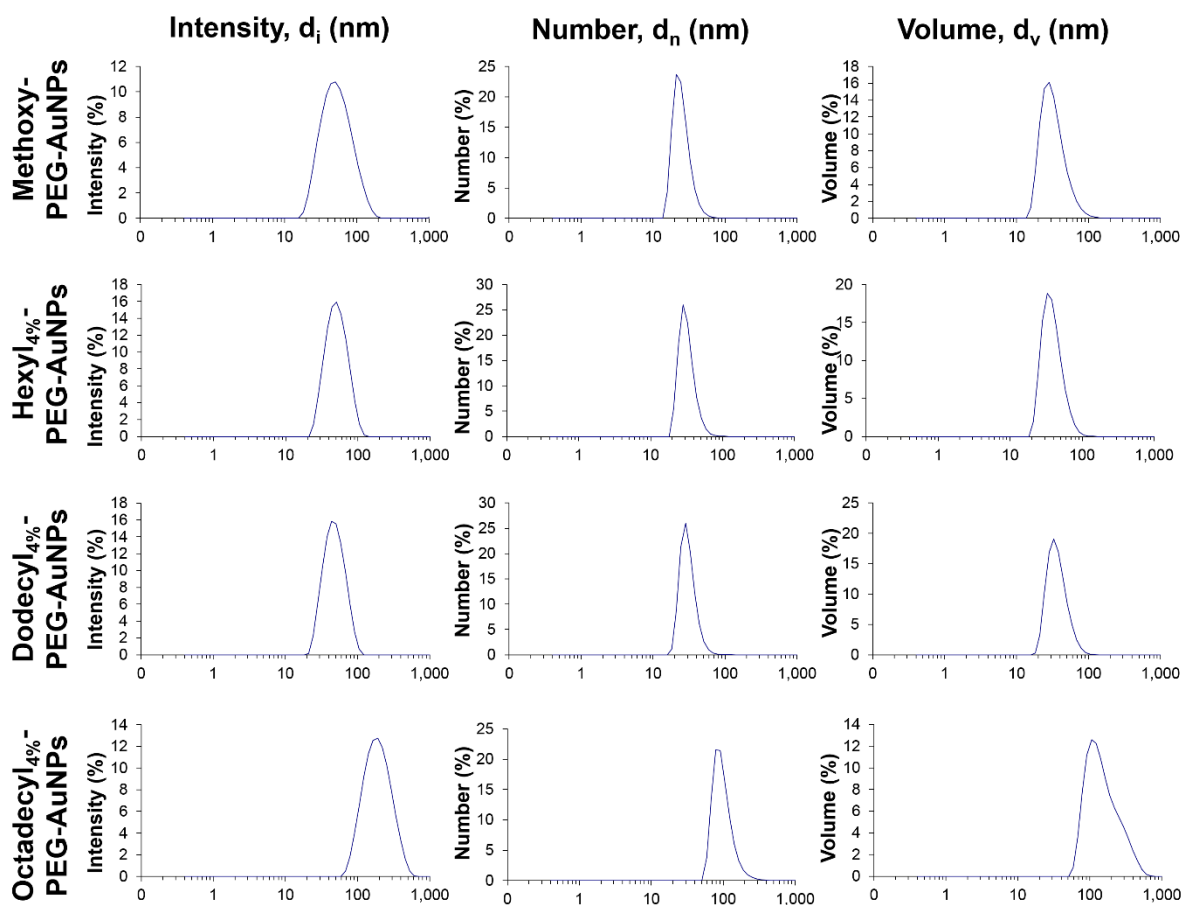 Intensity, dᵢ (nm)
Number, dₙ (nm)
Volume, dᵥ (nm)
Methoxy-
PEG-AuNPs
Intensity (%)
12
10
8
6
4
2
0
0 1 10 100 1,000
Number (%)
25
20
15
10
5
0
0 1 10 100 1,000
Volume (%)
18
16
14
12
10
8
6
4
2
0
0 1 10 100 1,000
Hexyl₄%-
PEG-AuNPs
Intensity (%)
18
16
14
12
10
8
6
4
2
0
0 1 10 100 1,000
Number (%)
30
25
20
15
10
5
0
0 1 10 100 1,000
Volume (%)
20
15
10
5
0
0 1 10 100 1,000
Dodecyl₄%-
PEG-AuNPs
Intensity (%)
18
16
14
12
10
8
6
4
2
0
0 1 10 100 1,000
Number (%)
30
25
20
15
10
5
0
0 1 10 100 1,000
Volume (%)
25
20
15
10
5
0
0 1 10 100 1,000
Octadecyl₄%-
PEG-AuNPs
Intensity (%)
14
12
10
8
6
4
2
0
0 1 10 100 1,000
Number (%)
25
20
15
10
5
0
0 1 10 100 1,000
Volume (%)
14
12
10
8
6
4
2
0
0 1 10 100 1,000